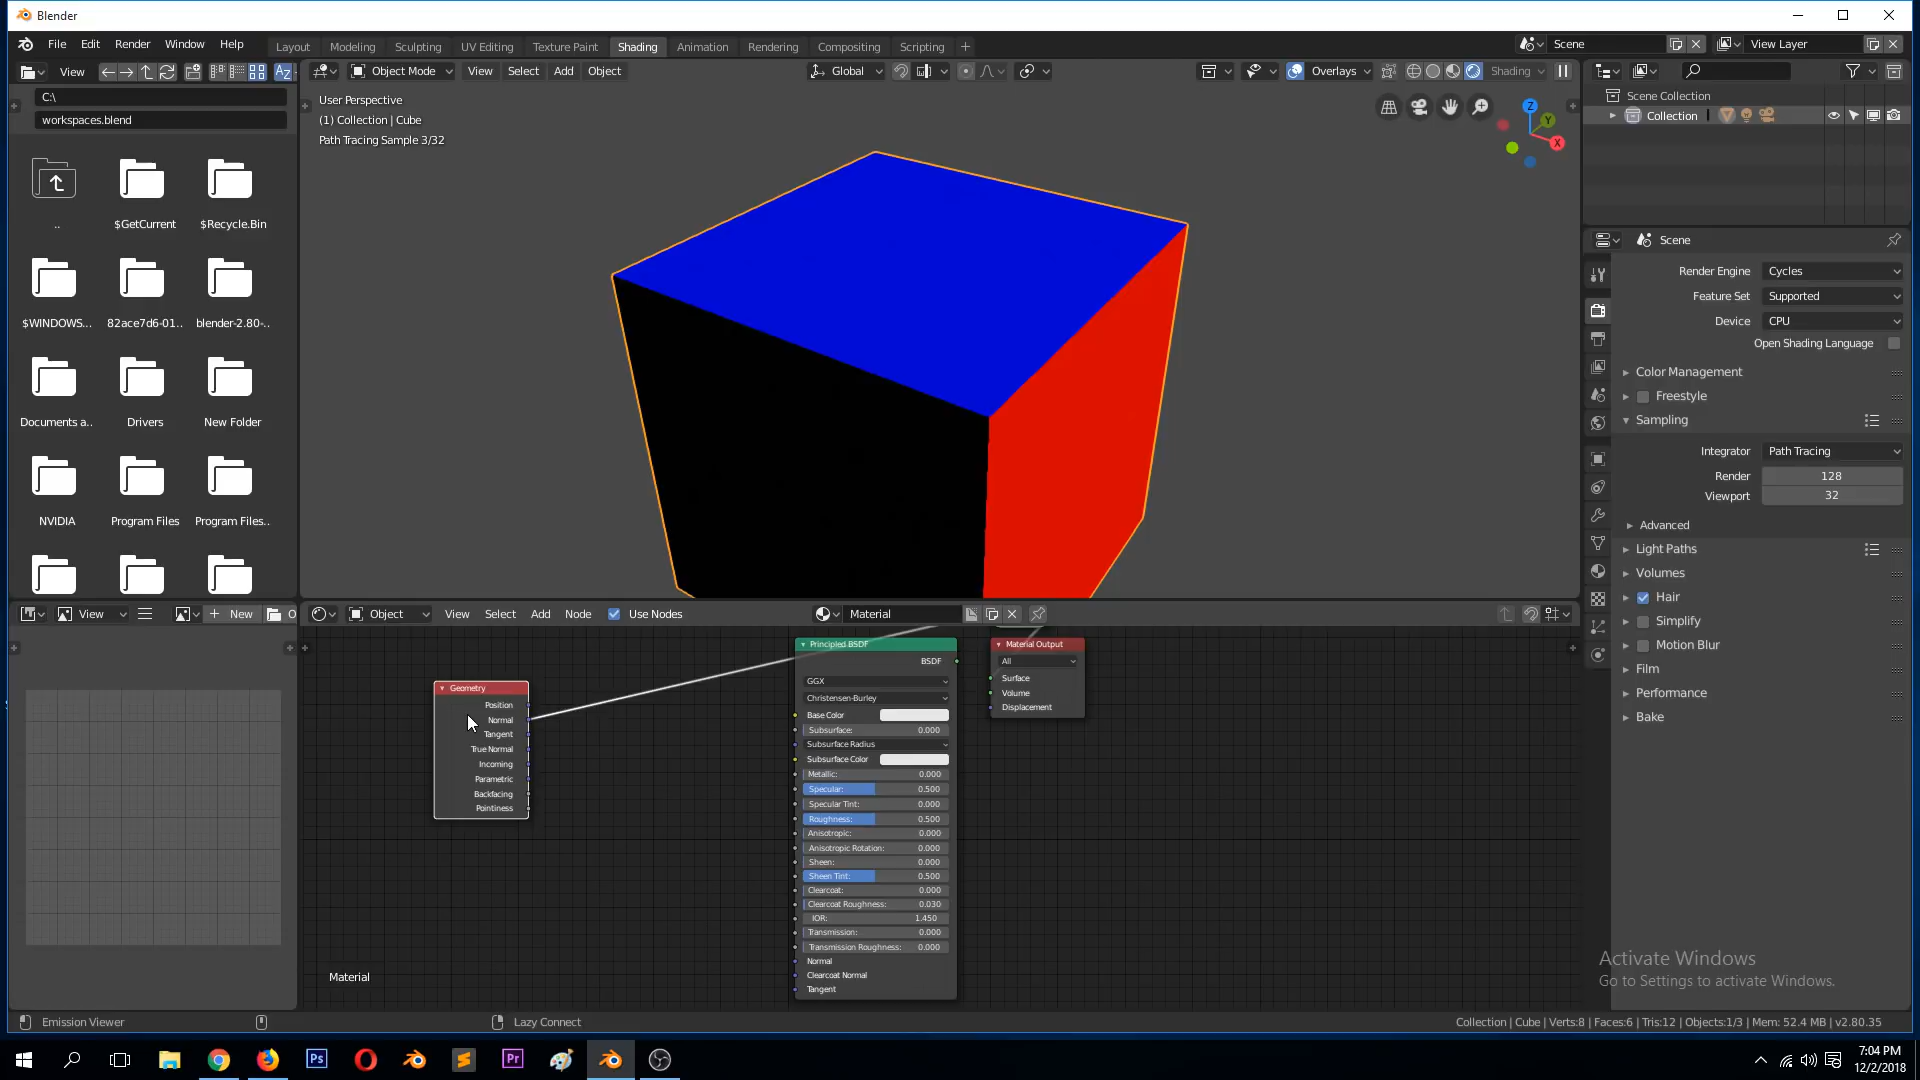 Blender
File Edit Render Window Help
Layout Modeling Sculpting UV Editing Texture Paint Shading Animation Rendering Compositing Scripting +
Scene
View Layer
View
Object Mode View Select Add Object
Global
Overlays
Shading
C:\
workspaces.blend
..
$GetCurrent
$Recycle.Bin
$WINDOWS...
82ace7d6-01..
blender-2.80-..
Documents a..
Drivers
New Folder
NVIDIA
Program Files
Program Files..
User Perspective
(1) Collection | Cube
Path Tracing Sample 3/32
Z
Y
X
Scene Collection
Collection
Scene
Render Engine Cycles
Feature Set Supported
Device CPU
Open Shading Language
Color Management
Freestyle
Sampling
Integrator Path Tracing
Render 128
Viewport 32
Advanced
Light Paths
Volumes
Hair
Simplify
Motion Blur
Film
Performance
Bake
View
New
O
Object View Select Add Node Use Nodes
Material
Geometry
Position
Normal
Tangent
True Normal
Incoming
Parametric
Backfacing
Pointiness
Principled BSDF
BSDF
GGX
Christensen-Burley
Base Color
Subsurface: 0.000
Subsurface Radius
Subsurface Color
Metallic: 0.000
Specular: 0.500
Specular Tint: 0.000
Roughness: 0.500
Anisotropic: 0.000
Anisotropic Rotation: 0.000
Sheen: 0.000
Sheen Tint: 0.500
Clearcoat: 0.000
Clearcoat Roughness: 0.030
IOR: 1.450
Transmission: 0.000
Transmission Roughness: 0.000
Normal
Clearcoat Normal
Tangent
Material Output
All
Surface
Volume
Displacement
Material
Activate Windows
Go to Settings to activate Windows.
Emission Viewer
Lazy Connect
Collection | Cube | Verts:8 | Faces:6 | Tris:12 | Objects:1/3 | Mem: 52.4 MB | v2.80.35
Ps
Pr
7:04 PM
12/2/2018